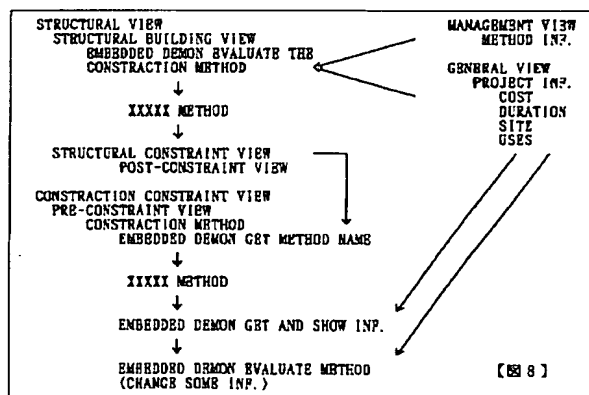 STRUCTURAL VIEW
STRUCTURAL BUILDING VIEW
EMBEDDED DEMON EVALUATE THE
CONSTRACTION METHOD
↓
XXXXX METHOD
↓
STRUCTURAL CONSTRAINT VIEW
POST-CONSTRAINT VIEW
CONSTRACTION CONSTRAINT VIEW
PRE-CONSTRAINT VIEW
CONSTRACTION METHOD
EMBEDDED DEMON GET METHOD NAME
↓
XXXXX METHOD
↓
EMBEDDED DEMON GET AND SHOW INF.
↓
EMBEDDED DEMON EVALUATE METHOD
(CHANGE SOME INF.)
MANAGEMENT VIEW
METHOD INF.
GENERAL VIEW
PROJECT INF.
COST
DURATION
SITE
USES
[図8]